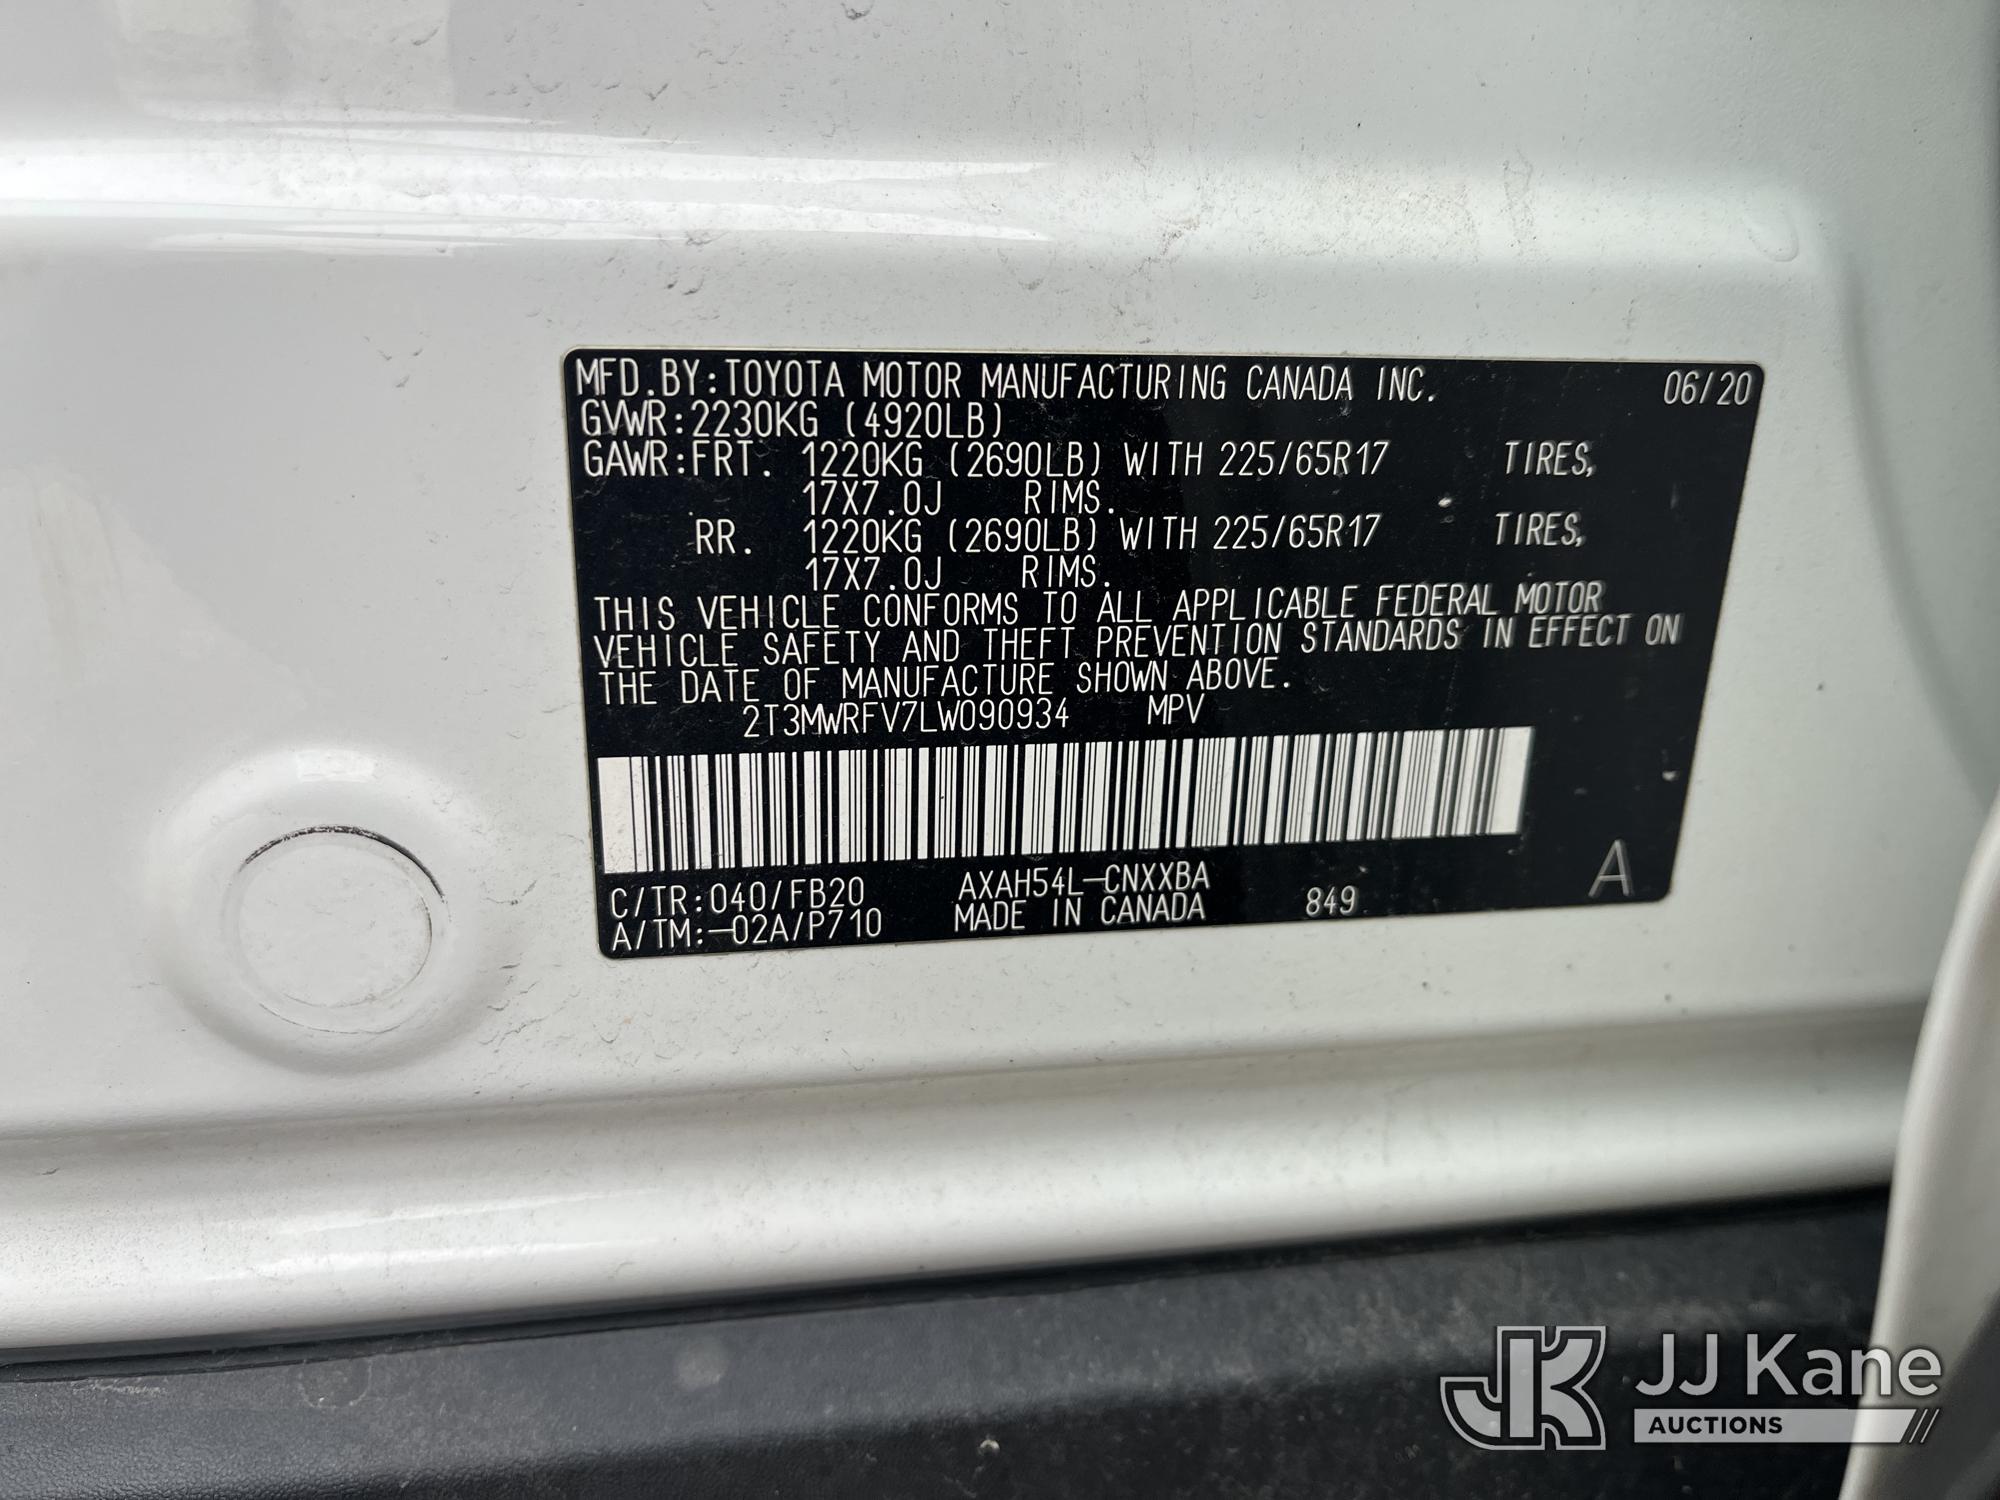 MFD.BY:TOYOTA MOTOR MANUFACTURING CANADA INC. 06/20
GVWR:2230KG (4920LB)
GAWR:FRT. 1220KG (2690LB) WITH 225/65R17 TIRES,
17X7.0J RIMS.
RR. 1220KG (2690LB) WITH 225/65R17 TIRES,
17X7.0J RIMS.
THIS VEHICLE CONFORMS TO ALL APPLICABLE FEDERAL MOTOR
VEHICLE SAFETY AND THEFT PREVENTION STANDARDS IN EFFECT ON
THE DATE OF MANUFACTURE SHOWN ABOVE.
2T3MWRFV7LW090934 MPV
C/TR:040/FB20 AXAH54L-CNXXBA A
A/TM:-02A/P710 MADE IN CANADA 849
JK JJ Kane
AUCTIONS